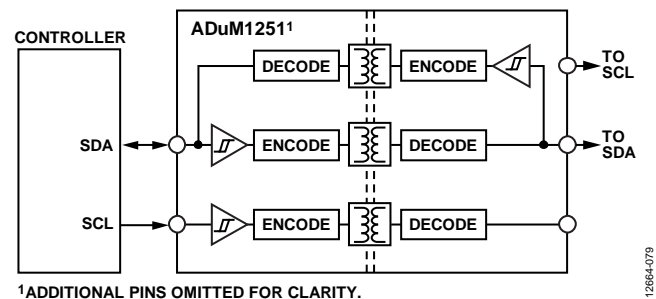 CONTROLLER
ADuM1251¹
DECODE
ENCODE
TO
SCL
SDA
ENCODE
DECODE
TO
SDA
SCL
ENCODE
DECODE
¹ADDITIONAL PINS OMITTED FOR CLARITY.
12664-079